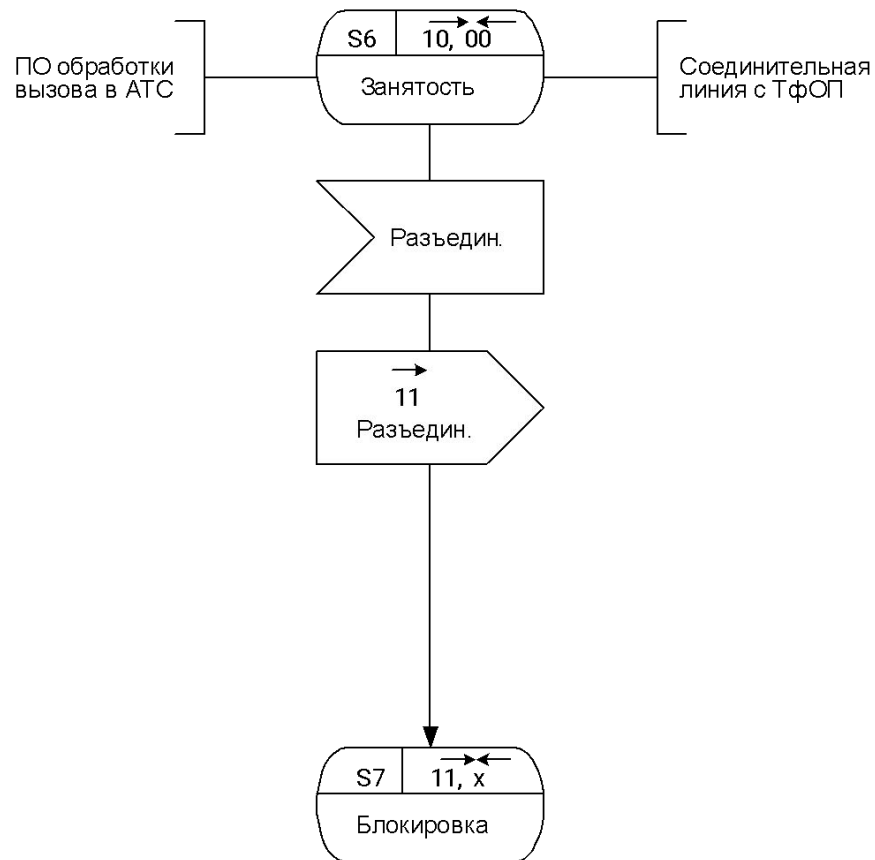 S6 10, 00
ПО обработки
вызова в АТС
Занятость
Соединительная
линия с ТфОП
Разъедин.
11
Разъедин.
S7 11, x
Блокировка